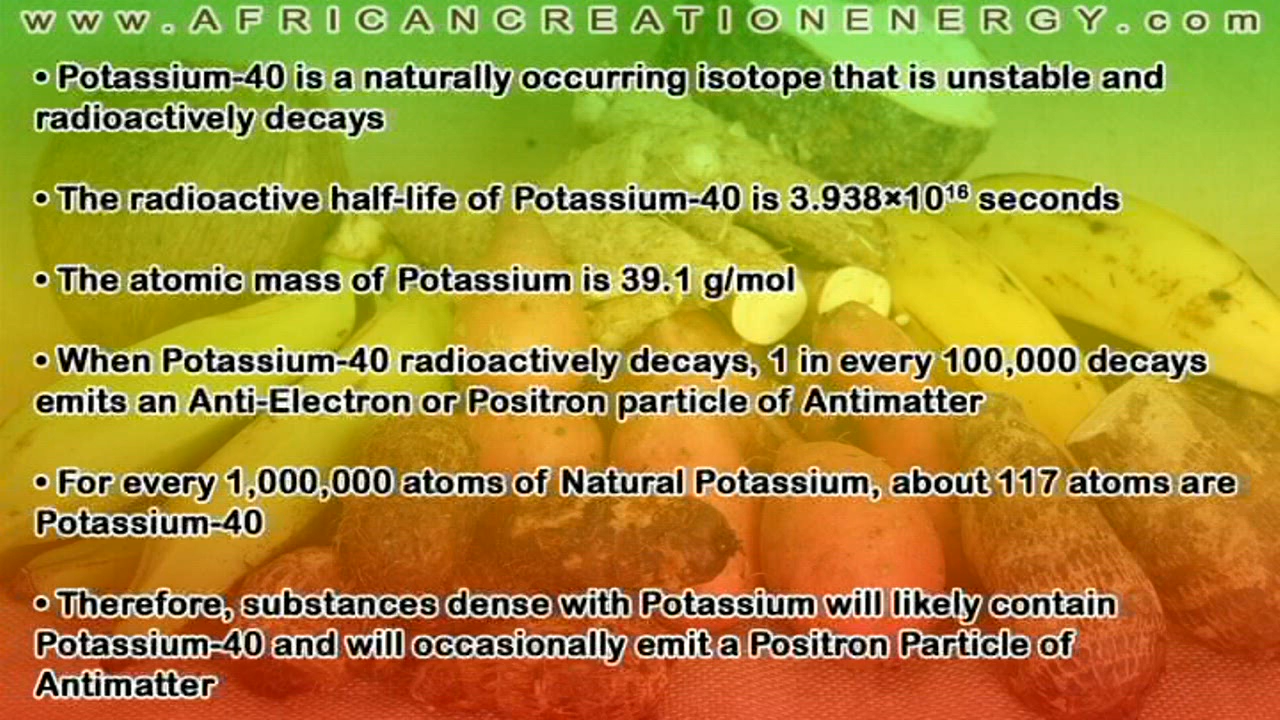 www.AFRICANCREATIONENERGY.com
• Potassium-40 is a naturally occurring isotope that is unstable and
radioactively decays
• The radioactive half-life of Potassium-40 is 3.938×10¹⁶ seconds
• The atomic mass of Potassium is 39.1 g/mol
• When Potassium-40 radioactively decays, 1 in every 100,000 decays
emits an Anti-Electron or Positron particle of Antimatter
• For every 1,000,000 atoms of Natural Potassium, about 117 atoms are
Potassium-40
• Therefore, substances dense with Potassium will likely contain
Potassium-40 and will occasionally emit a Positron Particle of
Antimatter